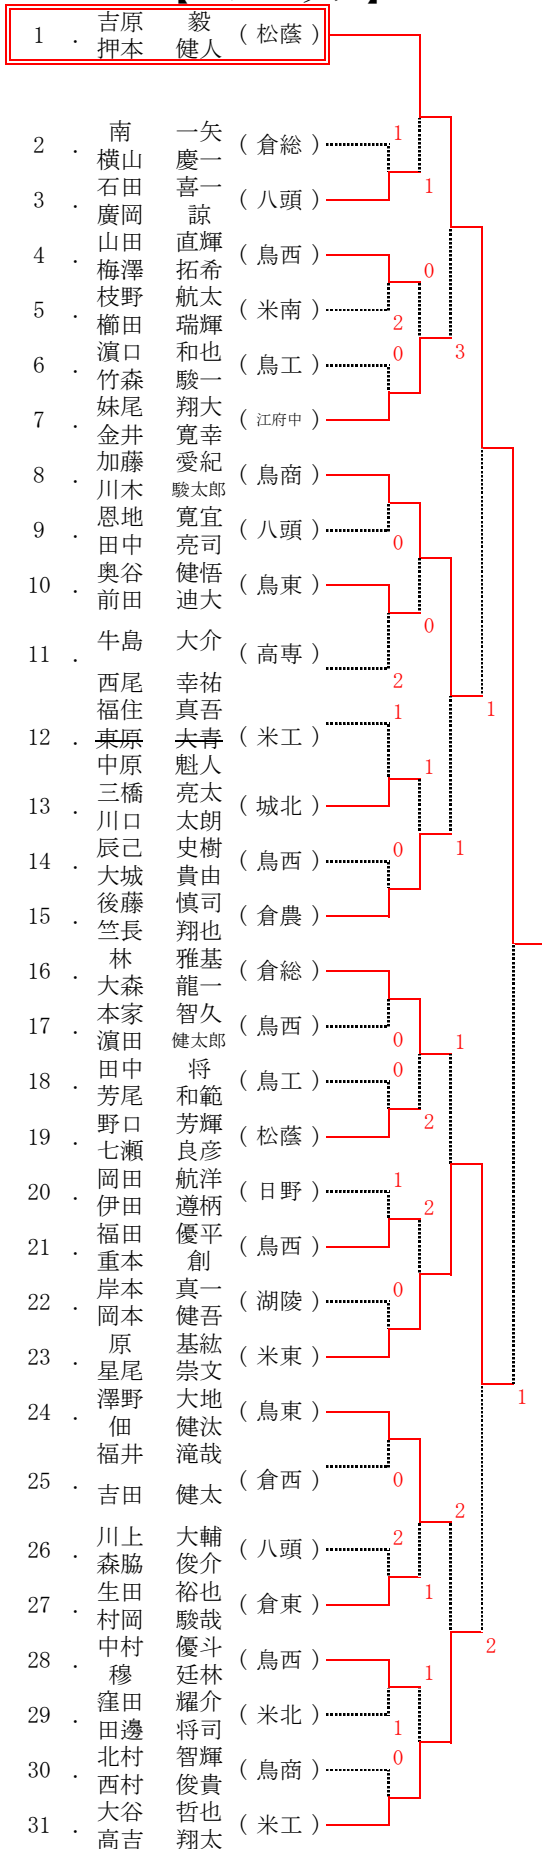 1 . 吉原 毅 ( 松蔭 )
押本 健人
2 . 南 一矢 ( 倉総 ) 1
横山 慶一
3 . 石田 喜一 ( 八頭 ) 1
廣岡 諒
4 . 山田 直輝 ( 鳥西 ) 0
梅澤 拓希
5 . 枝野 航太 ( 米南 ) 2
櫛田 瑞輝
6 . 濵口 和也 ( 鳥工 ) 0 3
竹森 駿一
7 . 妹尾 翔大 ( 江府中 )
金井 寛幸
8 . 加藤 愛紀 ( 鳥商 )
川木 駿太郎
9 . 恩地 寛宜 ( 八頭 ) 0
田中 亮司
10 . 奥谷 健悟 ( 鳥東 ) 0
前田 迪大
11 . 牛島 大介 ( 高専 ) 2
西尾 幸祐
12 . 福住 真吾 ( 米工 ) 1 1
東原 大青
中原 魁人
13 . 三橋 亮太 ( 城北 ) 1
川口 太朗
14 . 辰己 史樹 ( 鳥西 ) 0 1
大城 貴由
15 . 後藤 慎司 ( 倉農 )
竺長 翔也
16 . 林 雅基 ( 倉総 )
大森 龍一
17 . 本家 智久 ( 鳥西 ) 0 1
濵田 健太郎
18 . 田中 将 ( 鳥工 ) 0
芳尾 和範
19 . 野口 芳輝 ( 松蔭 ) 2
七瀬 良彦
20 . 岡田 航洋 ( 日野 ) 1 2
伊田 遵柄
21 . 福田 優平 ( 鳥西 )
重本 創
22 . 岸本 真一 ( 湖陵 ) 0
岡本 健吾
23 . 原 基紘 ( 米東 ) 1
星尾 崇文
24 . 澤野 大地 ( 鳥東 )
佃 健汰
25 . 福井 滝哉 ( 倉西 ) 0
吉田 健太
26 . 川上 大輔 ( 八頭 ) 2 2
森脇 俊介
27 . 生田 裕也 ( 倉東 ) 1
村岡 駿哉
28 . 中村 優斗 ( 鳥西 ) 1 2
穆 廷林
29 . 窪田 耀介 ( 米北 ) 1
田邊 将司
30 . 北村 智輝 ( 鳥商 ) 0
西村 俊貴
31 . 大谷 哲也 ( 米工 )
高吉 翔太